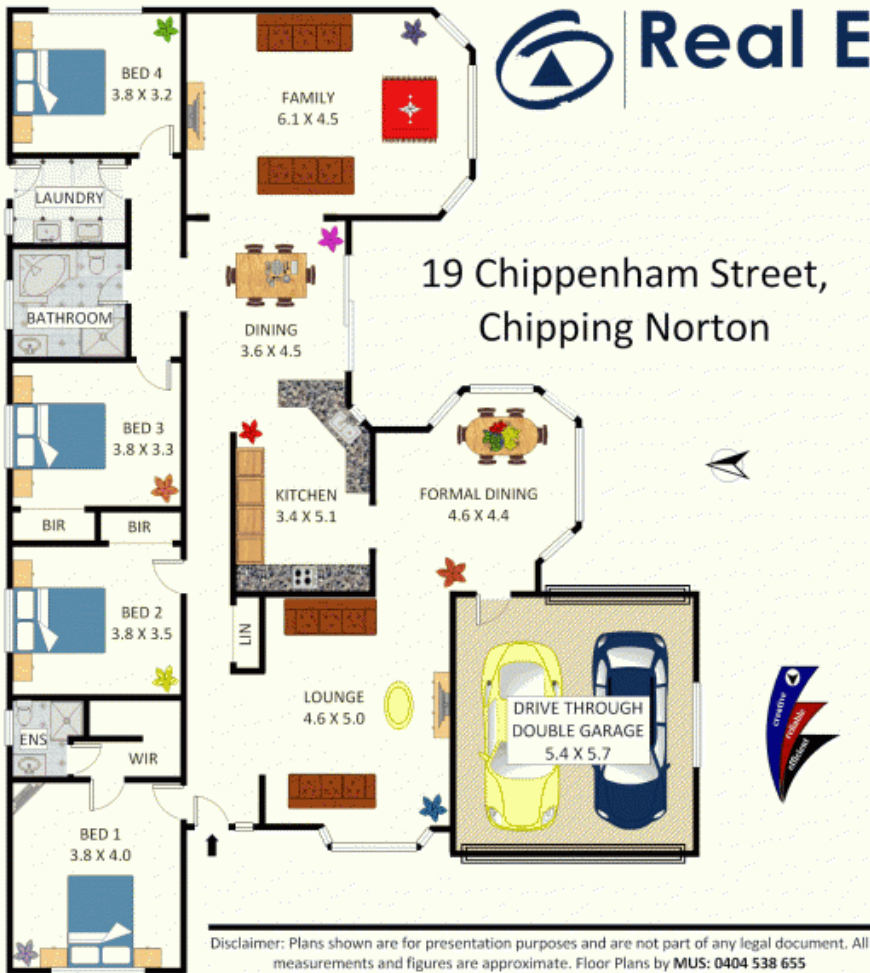 Real E
BED 4
3.8 X 3.2
FAMILY
6.1 X 4.5
LAUNDRY
19 Chippenham Street,
Chipping Norton
BATHROOM
DINING
3.6 X 4.5
BED 3
3.8 X 3.3
KITCHEN
3.4 X 5.1
FORMAL DINING
4.6 X 4.4
BIR
BIR
BED 2
3.8 X 3.5
LIN
LOUNGE
4.6 X 5.0
DRIVE THROUGH
DOUBLE GARAGE
5.4 X 5.7
creative
reliable
efficient
ENS
WIR
BED 1
3.8 X 4.0
Disclaimer: Plans shown are for presentation purposes and are not part of any legal document. All
measurements and figures are approximate. Floor Plans by MUS: 0404 538 655